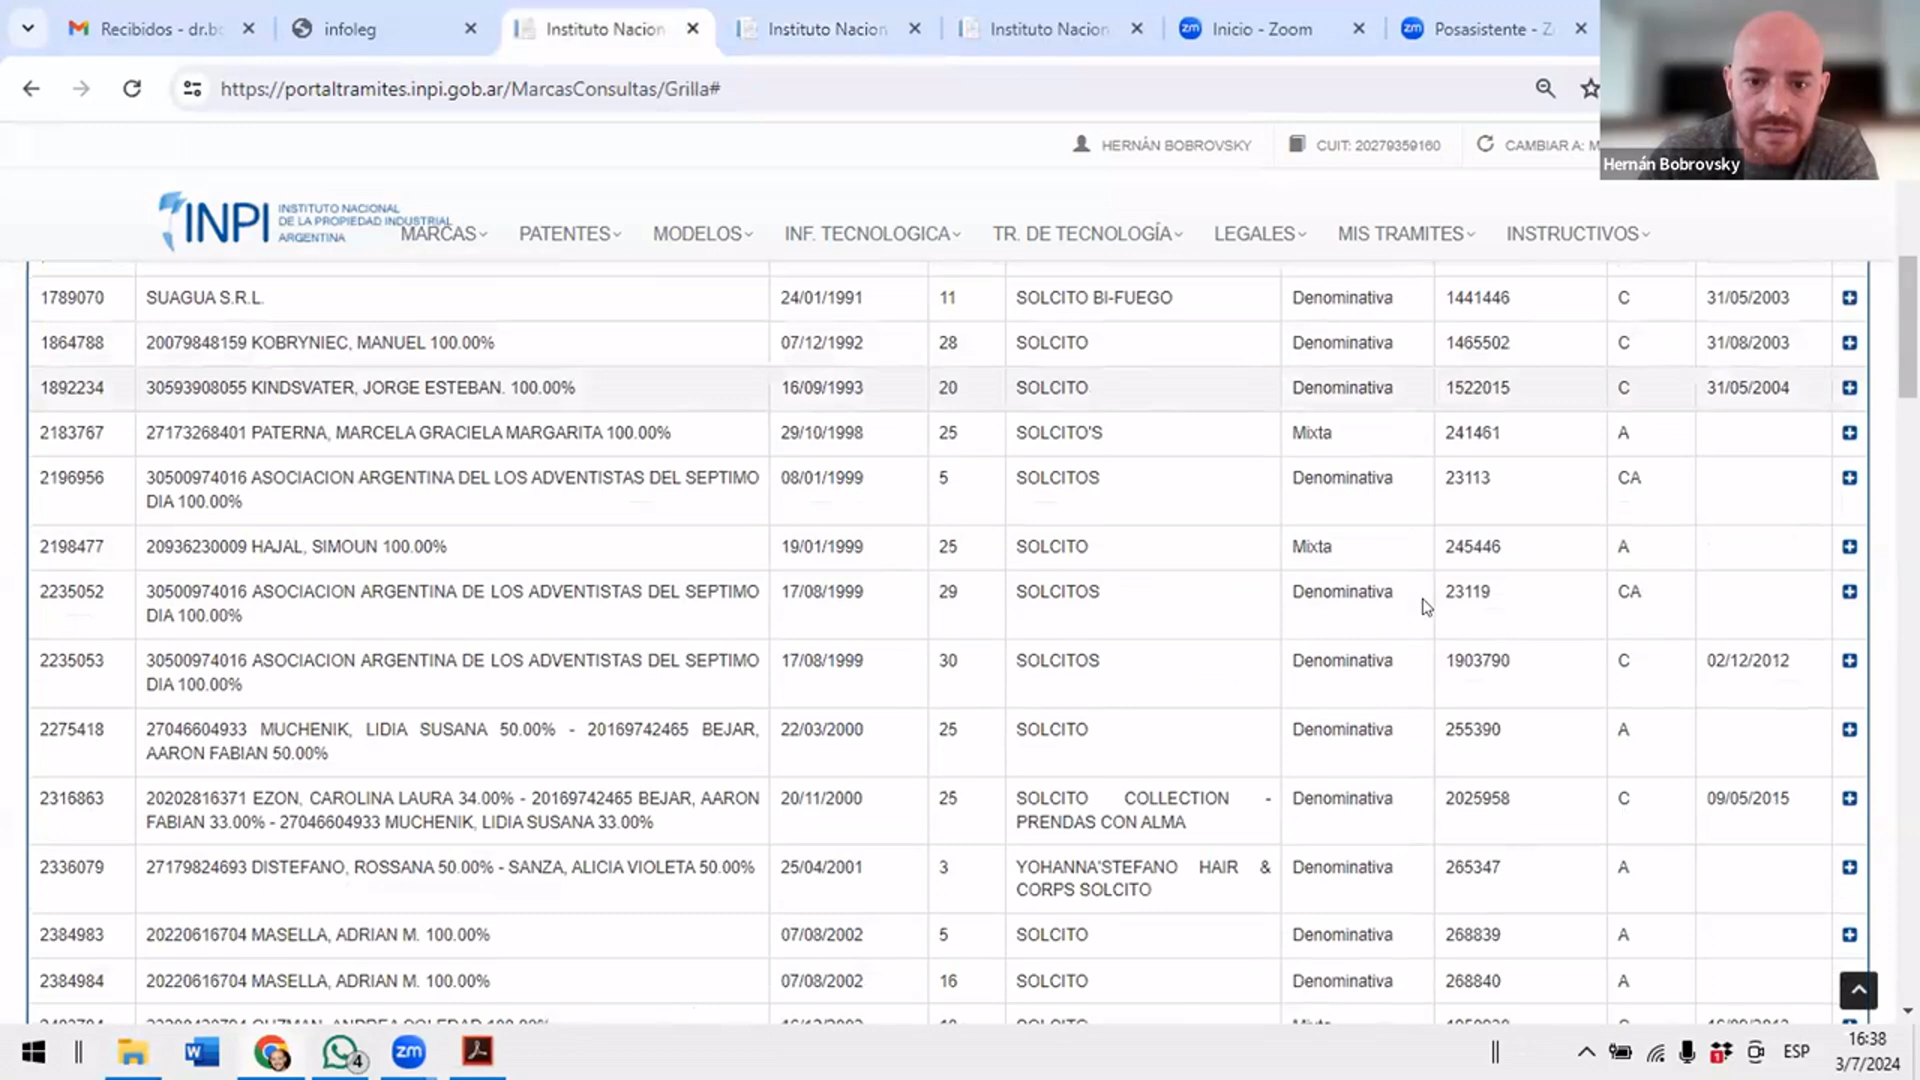 Recibidos - dr.b
infoleg
Instituto Nacion
Instituto Nacio
Instituto Nacion
Inicio - Zoom
Posasistente - Z
https://portaltramites.inpi.gob.ar/MarcasConsultas/Grilla#
HERNÁN BOBROVSKY
CUIT: 20279359160
CAMBIAR A: M
Hernán Bobrovsky
INPI
INSTITUTO NACIONAL
DE LA PROPIEDAD INDUSTRIAL
ARGENTINA
MARCAS PATENTES MODELOS INF. TECNOLOGICA TR. DE TECNOLOGÍA LEGALES MIS TRAMITES INSTRUCTIVOS
1789070 SUAGUA S.R.L. 24/01/1991 11 SOLCITO BI-FUEGO Denominativa 1441446 C 31/05/2003
1864788 20079848159 KOBRYNIEC, MANUEL 100.00% 07/12/1992 28 SOLCITO Denominativa 1465502 C 31/08/2003
1892234 30593908055 KINDSVATER, JORGE ESTEBAN. 100.00% 16/09/1993 20 SOLCITO Denominativa 1522015 C 31/05/2004
2183767 27173268401 PATERNA, MARCELA GRACIELA MARGARITA 100.00% 29/10/1998 25 SOLCITO'S Mixta 241461 A
2196956 30500974016 ASOCIACION ARGENTINA DEL LOS ADVENTISTAS DEL SEPTIMO 08/01/1999 5 SOLCITOS Denominativa 23113 CA
DIA 100.00%
2198477 20936230009 HAJAL, SIMOUN 100.00% 19/01/1999 25 SOLCITO Mixta 245446 A
2235052 30500974016 ASOCIACION ARGENTINA DE LOS ADVENTISTAS DEL SEPTIMO 17/08/1999 29 SOLCITOS Denominativa 23119 CA
DIA 100.00%
2235053 30500974016 ASOCIACION ARGENTINA DE LOS ADVENTISTAS DEL SEPTIMO 17/08/1999 30 SOLCITOS Denominativa 1903790 C 02/12/2012
DIA 100.00%
2275418 27046604933 MUCHENIK, LIDIA SUSANA 50.00% - 20169742465 BEJAR, 22/03/2000 25 SOLCITO Denominativa 255390 A
AARON FABIAN 50.00%
2316863 20202816371 EZON, CAROLINA LAURA 34.00% - 20169742465 BEJAR, AARON 20/11/2000 25 SOLCITO COLLECTION - Denominativa 2025958 C 09/05/2015
FABIAN 33.00% - 27046604933 MUCHENIK, LIDIA SUSANA 33.00% PRENDAS CON ALMA
2336079 27179824693 DISTEFANO, ROSSANA 50.00% - SANZA, ALICIA VIOLETA 50.00% 25/04/2001 3 YOHANNA'STEFANO HAIR & Denominativa 265347 A
CORPS SOLCITO
2384983 20220616704 MASELLA, ADRIAN M. 100.00% 07/08/2002 5 SOLCITO Denominativa 268839 A
2384984 20220616704 MASELLA, ADRIAN M. 100.00% 07/08/2002 16 SOLCITO Denominativa 268840 A
zm
4
1
ESP
16:38
3/7/2024